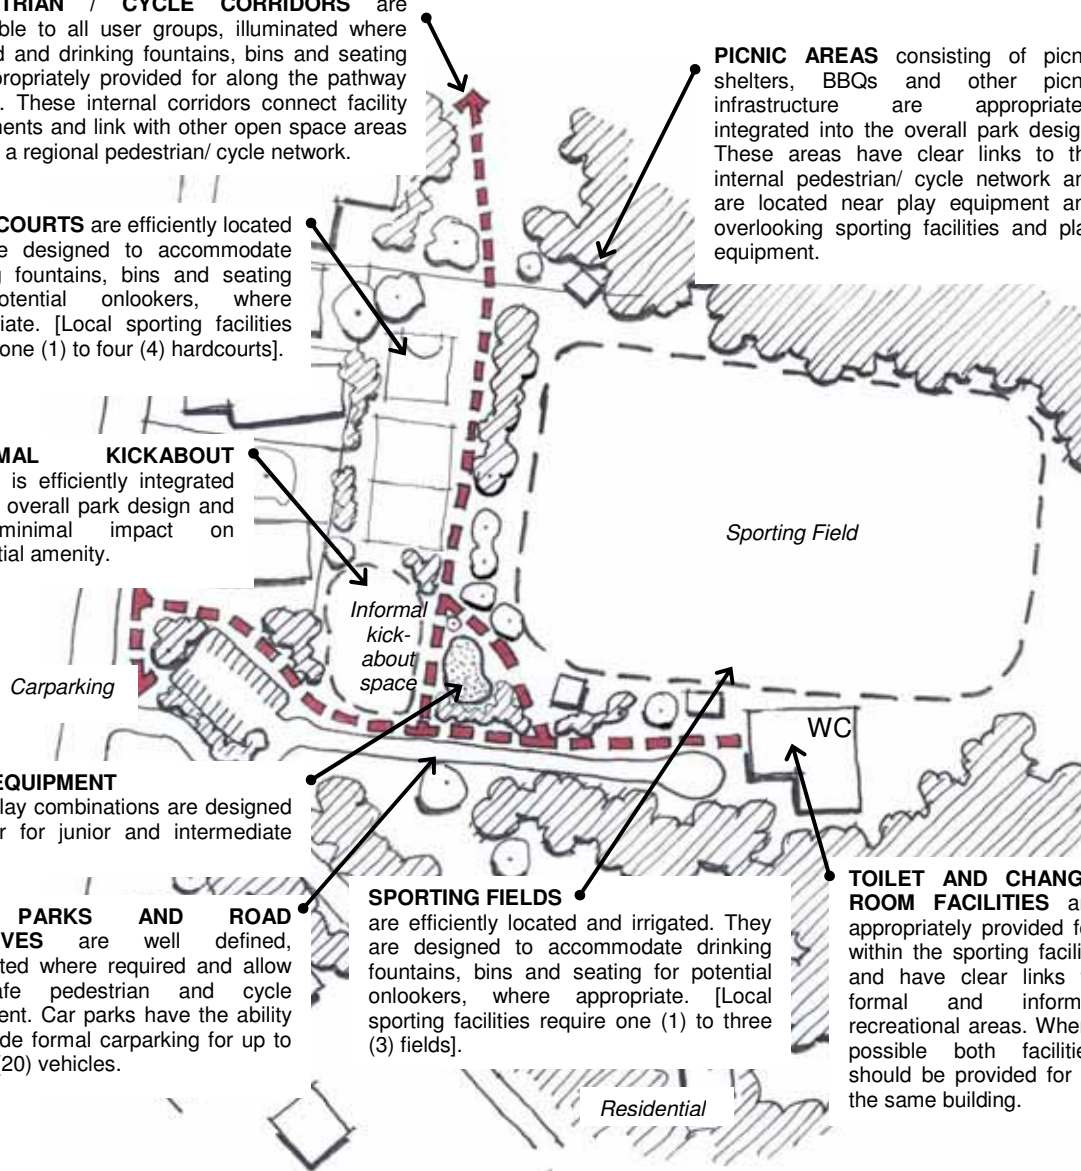 TRIAN / CYCLE CORRIDORS are
ble to all user groups, illuminated where
d and drinking fountains, bins and seating
propriately provided for along the pathway
. These internal corridors connect facility
nents and link with other open space areas
a regional pedestrian/ cycle network.
PICNIC AREAS consisting of picn
shelters, BBQs and other picn
infrastructure are appropriate
integrated into the overall park desig
These areas have clear links to th
internal pedestrian/ cycle network an
are located near play equipment an
overlooking sporting facilities and pla
equipment.
COURTS are efficiently located
e designed to accommodate
g fountains, bins and seating
otential onlookers, where
riate. [Local sporting facilities
one (1) to four (4) hardcourts].
MAL KICKABOUT
is efficiently integrated
overall park design and
minimal impact on
tial amenity.
Sporting Field
Informal
kick-
about
space
Carparking
WC
EQUIPMENT
lay combinations are designed
r for junior and intermediate
PARKS AND ROAD
VES are well defined,
ted where required and allow
afe pedestrian and cycle
ent. Car parks have the ability
de formal carparking for up to
(20) vehicles.
SPORTING FIELDS
are efficiently located and irrigated. They
are designed to accommodate drinking
fountains, bins and seating for potential
onlookers, where appropriate. [Local
sporting facilities require one (1) to three
(3) fields].
TOILET AND CHANG
ROOM FACILITIES a
appropriately provided fo
within the sporting facili
and have clear links
formal and inform
recreational areas. Wher
possible both facilitie
should be provided for
the same building.
Residential